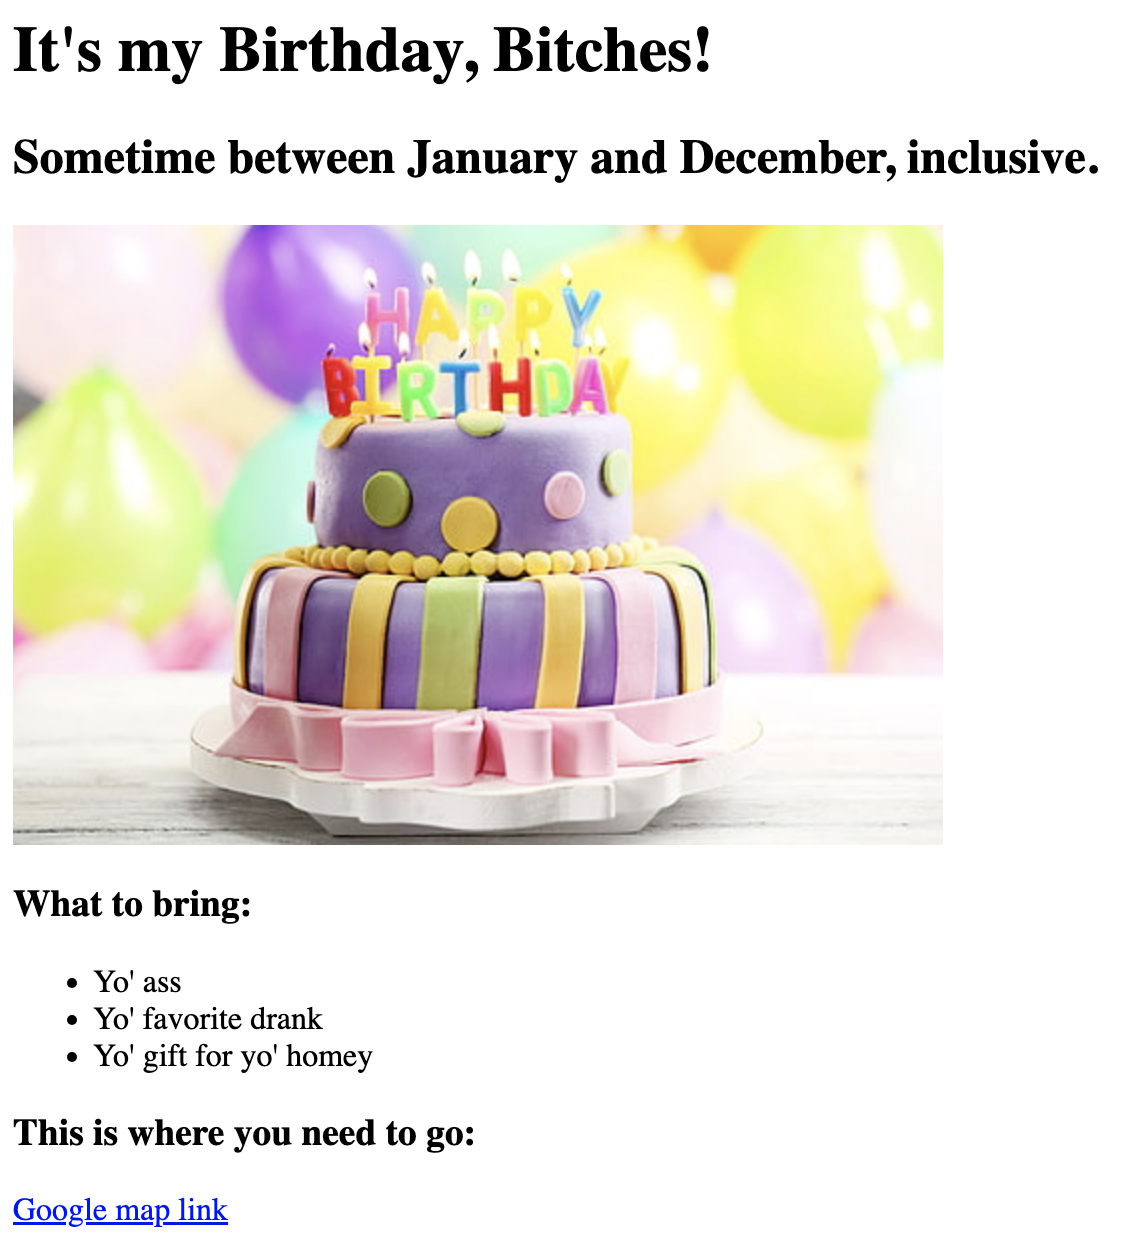 It's my Birthday, Bitches!
Sometime between January and December, inclusive.
HAPPY
BIRTHDAY
What to bring:
Yo' ass
Yo' favorite drank
Yo' gift for yo' homey
This is where you need to go:
Google map link